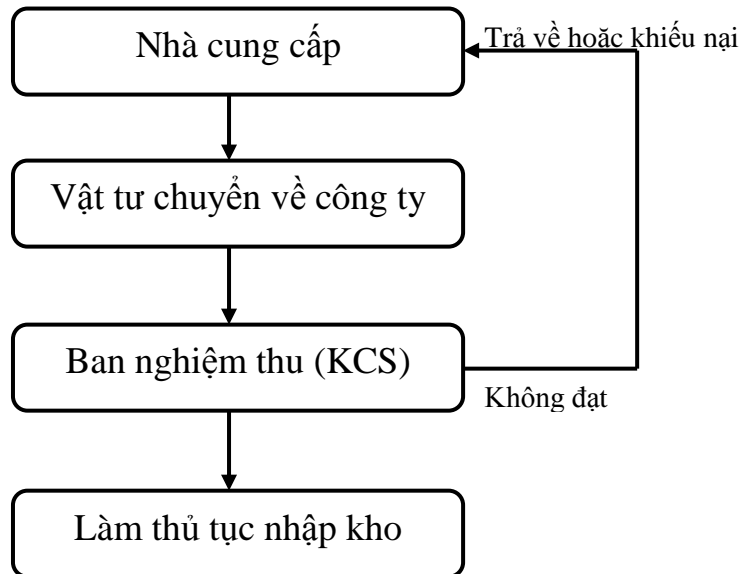 Nhà cung cấp
Trả về hoặc khiếu nại
Vật tư chuyển về công ty
Ban nghiệm thu (KCS)
Không đạt
Làm thủ tục nhập kho